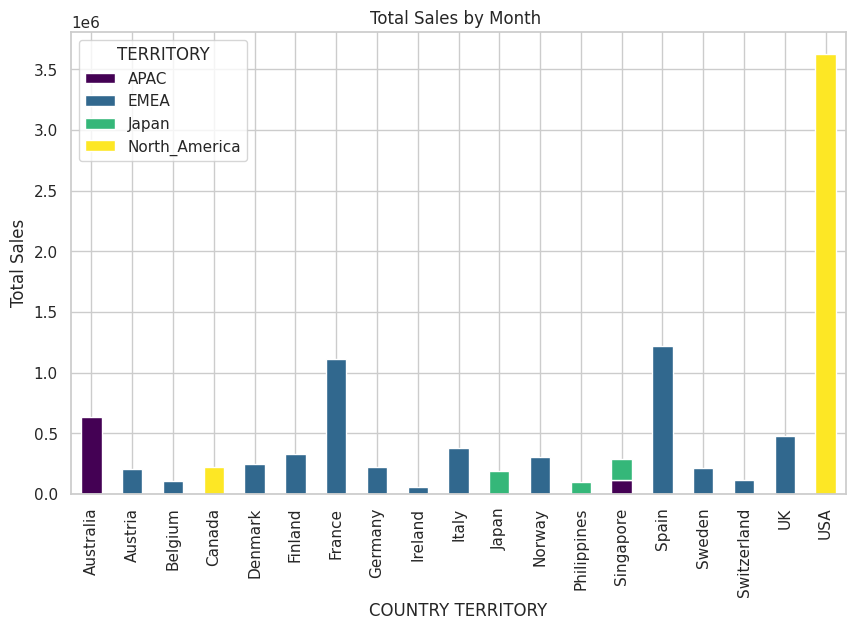 Total Sales by Month
1e6
TERRITORY
APAC
EMEA
Japan
North_America
Total Sales
3.5
3.0
2.5
2.0
1.5
1.0
0.5
0.0
Australia
Austria
Belgium
Canada
Denmark
Finland
France
Germany
Ireland
Italy
Japan
Norway
Philippines
Singapore
Spain
Sweden
Switzerland
UK
USA
COUNTRY TERRITORY